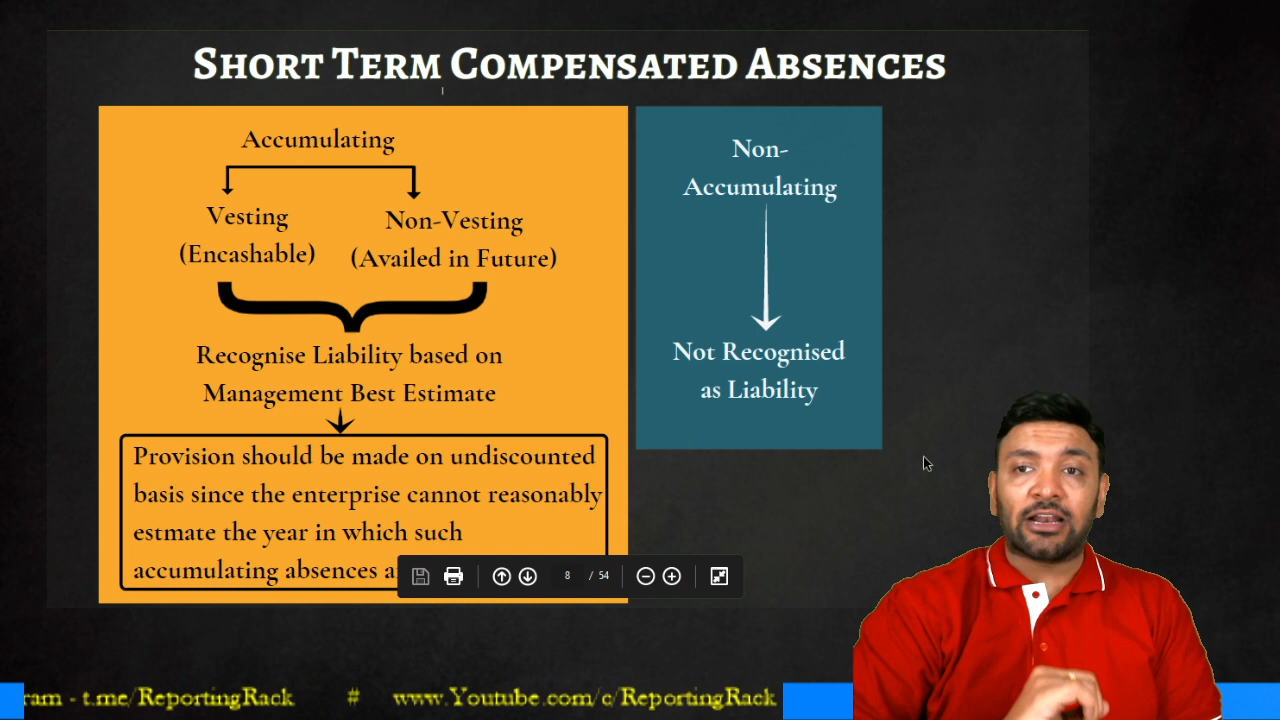 Short Term Compensated Absences
Accumulating
Vesting
(Encashable)
Non-Vesting
(Availed in Future)
Recognise Liability based on
Management Best Estimate
Provision should be made on undiscounted
basis since the enterprise cannot reasonably
estmate the year in which such
accumulating absences
Non-
Accumulating
Not Recognised
as Liability
8 / 54
ram - t.me/ReportingRack # www.Youtube.com/c/ReportingRack